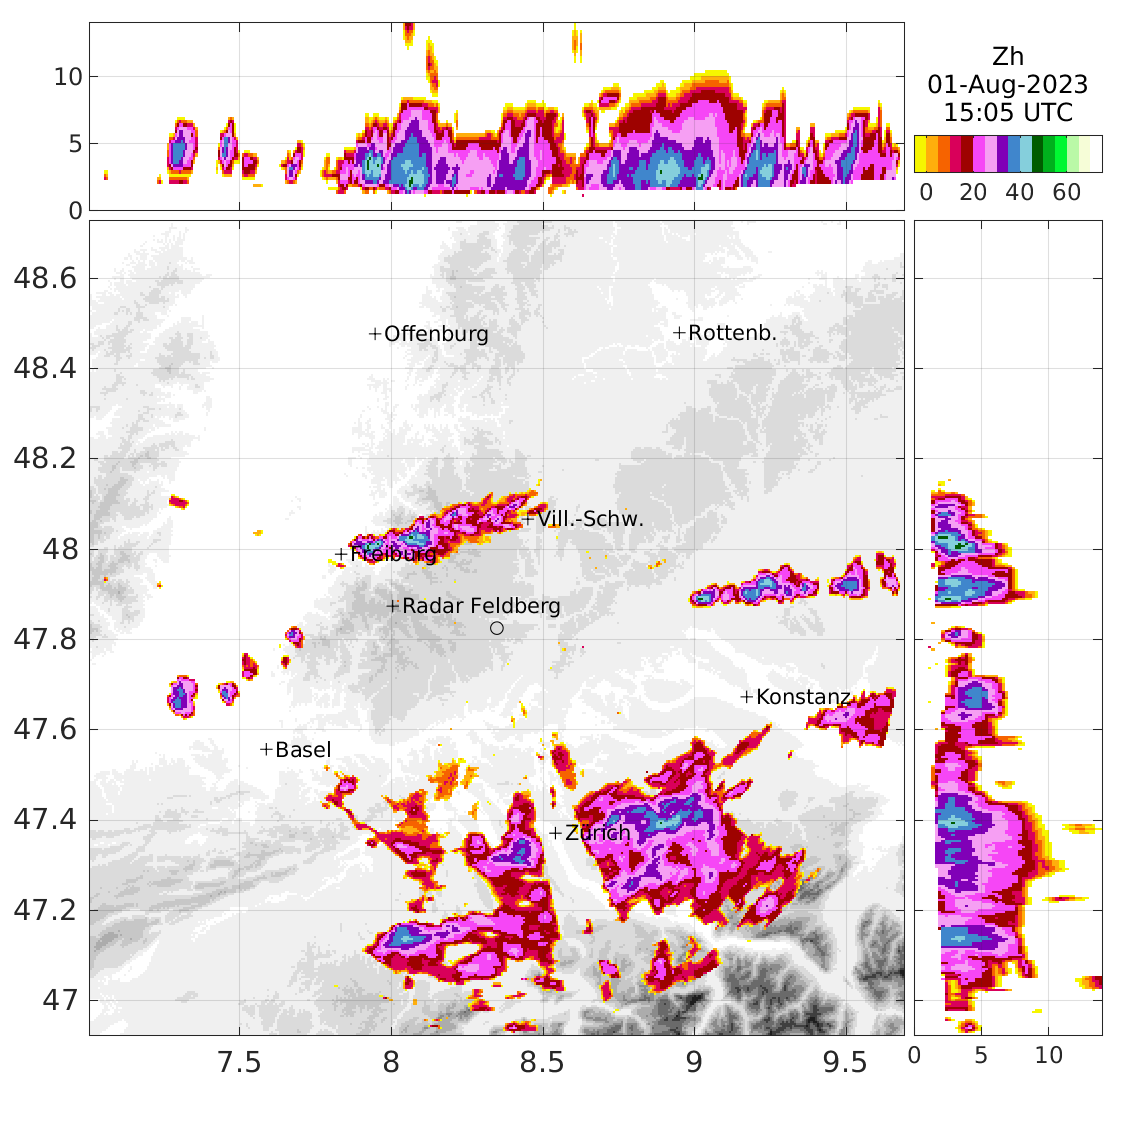 10
5
0
Zh
01-Aug-2023
15:05 UTC
0 20 40 60
48.6
48.4
48.2
48
47.8
47.6
47.4
47.2
47
+Offenburg
+Rottenb.
+Vill.-Schw.
+Freiburg
+Radar Feldberg
+Konstanz
+Basel
+Zürich
7.5 8 8.5 9 9.5
0 5 10